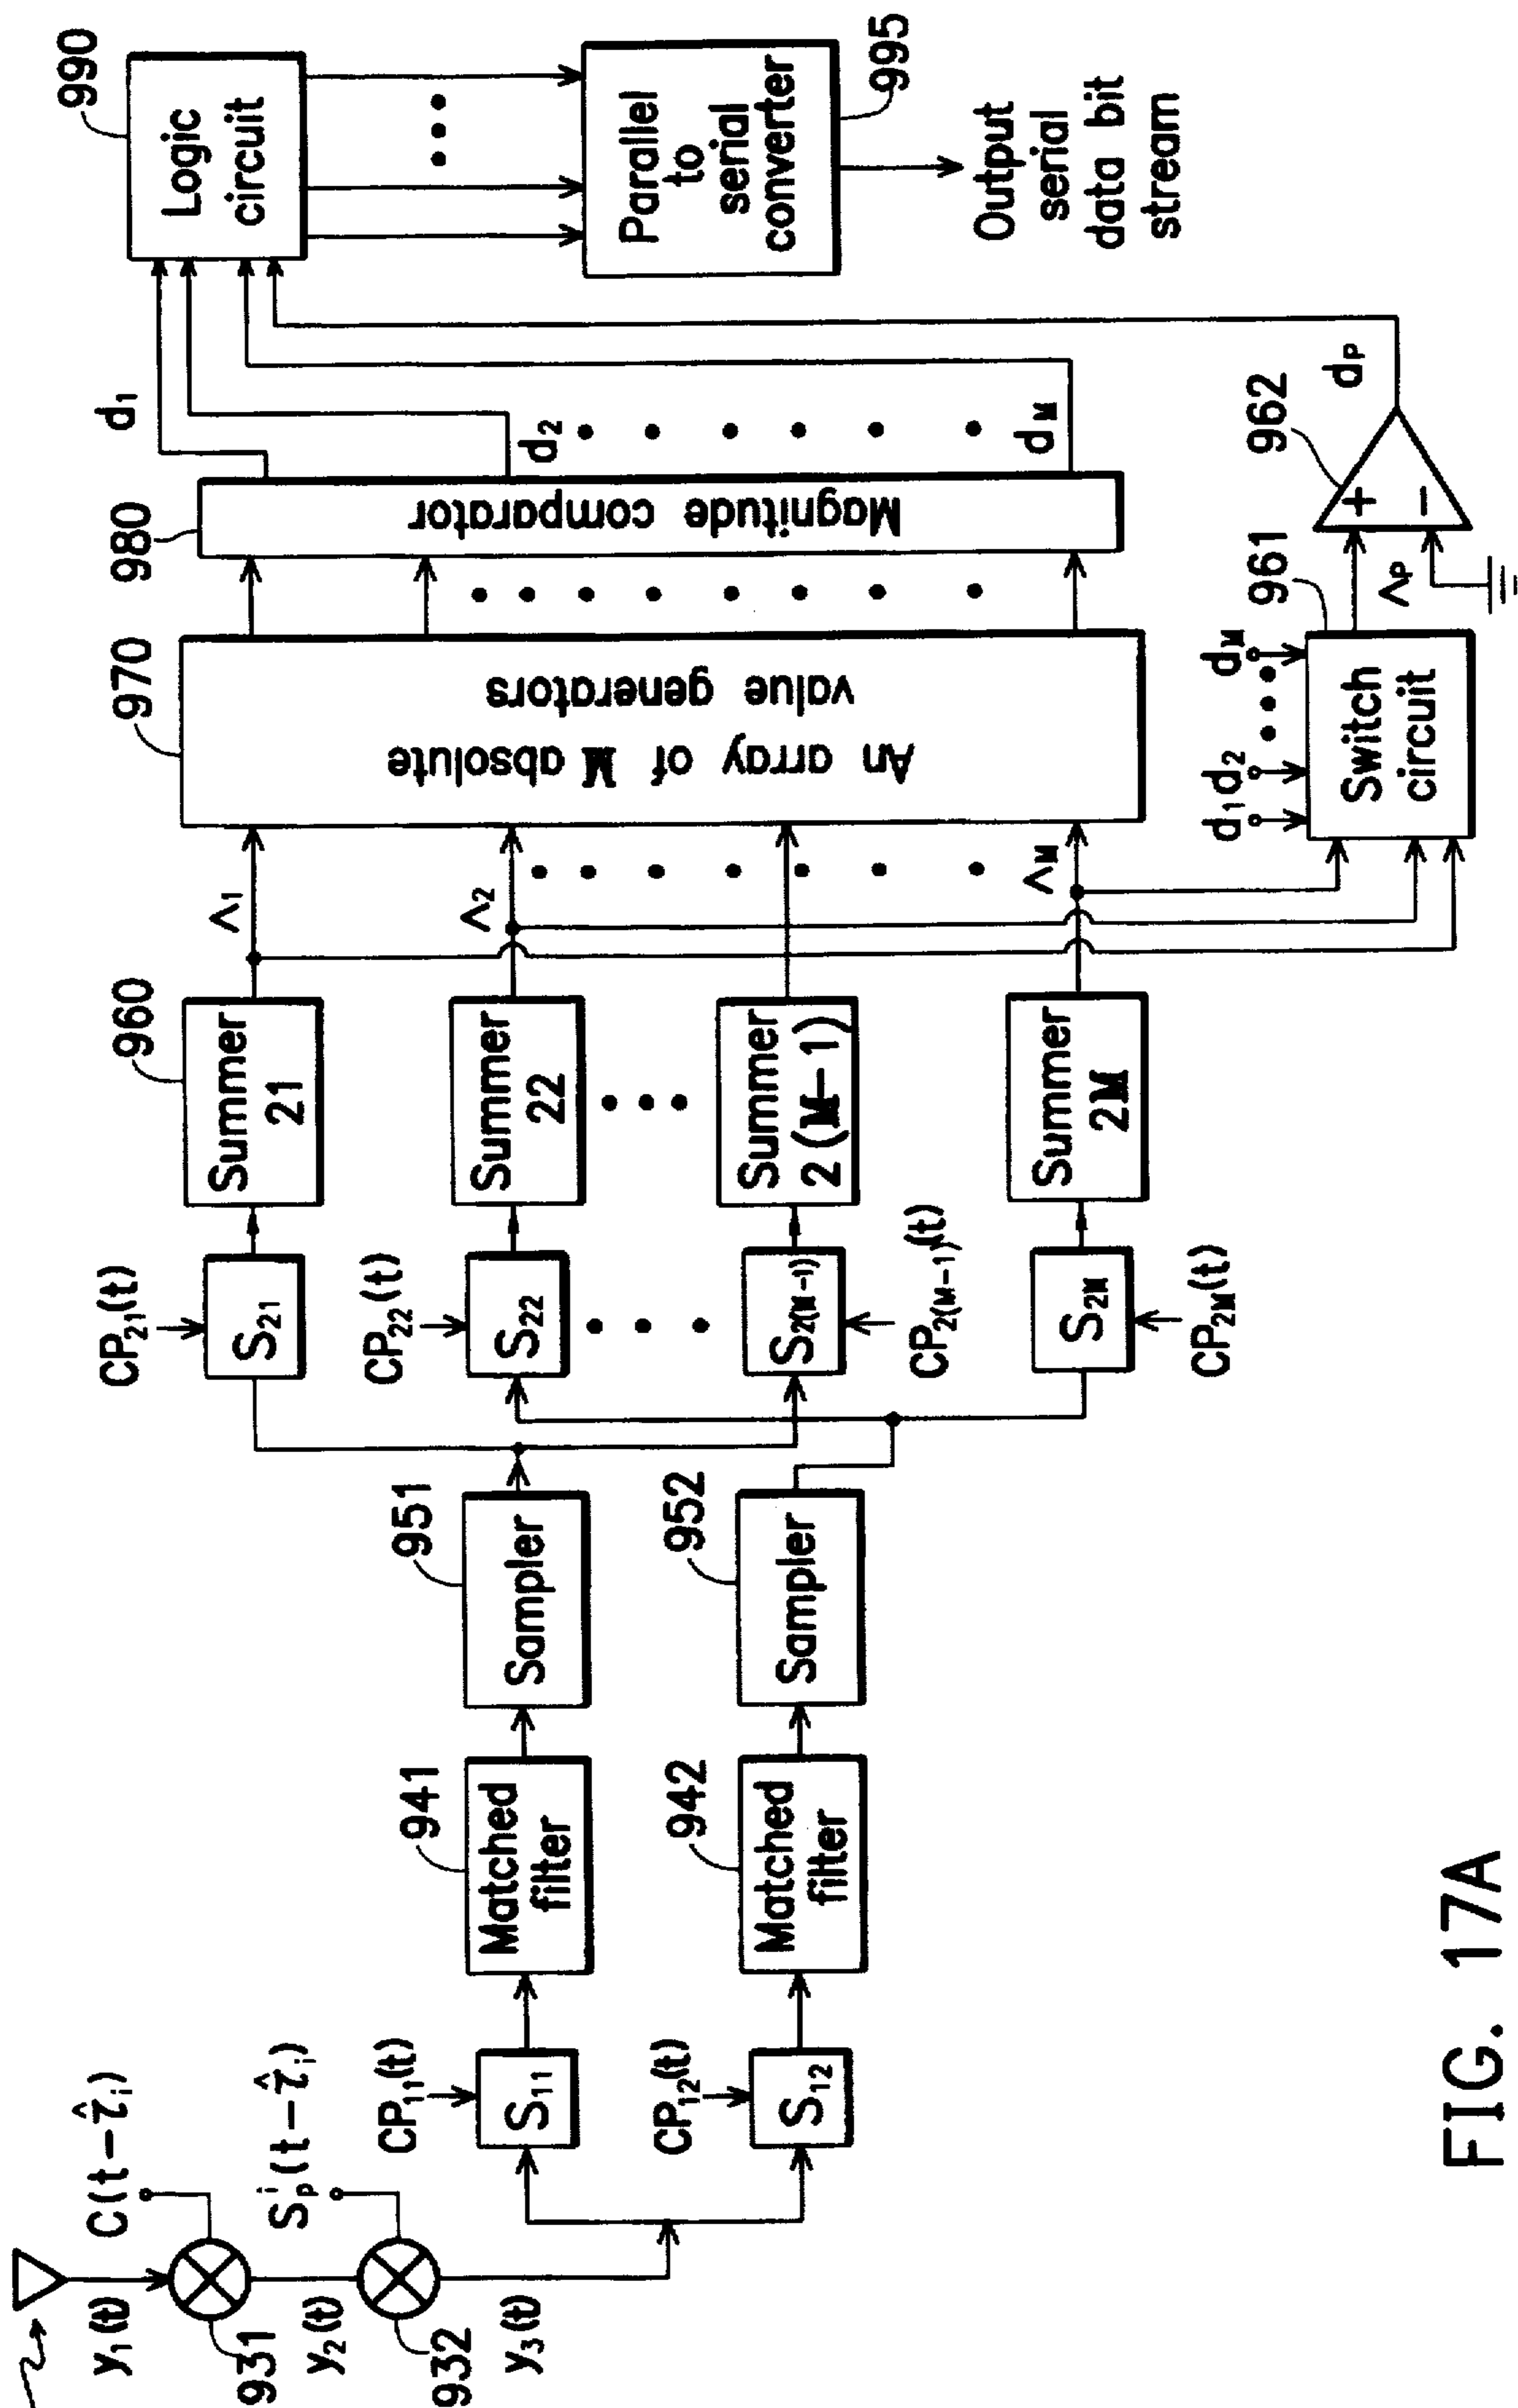 y₁(t)
C(t-τ̂ᵢ)
931
y₂(t)
Sₚⁱ(t-τ̂ᵢ)
932
y₃(t)
CP₁₁(t)
S₁₁
CP₁₂(t)
S₁₂
941
Matched
filter
942
Matched
filter
951
Sampler
952
Sampler
CP₂₁(t)
S₂₁
CP₂₂(t)
S₂₂
S₂₍M₋₁₎
CP₂₍M₋₁₎(t)
S₂M
CP₂M(t)
960
Summer
21
Summer
22
Summer
2(M-1)
Summer
2M
Λ₁
Λ₂
ΛM
970
An array of M absolute
value generators
980
Magnitude comparator
d₁
d₂
dM
d₁ d₂ dM
961
Switch
circuit
ΛP
962
+
-
dP
990
Logic
circuit
Parallel
to
serial
converter
995
Output
serial
data bit
stream
FIG. 17A